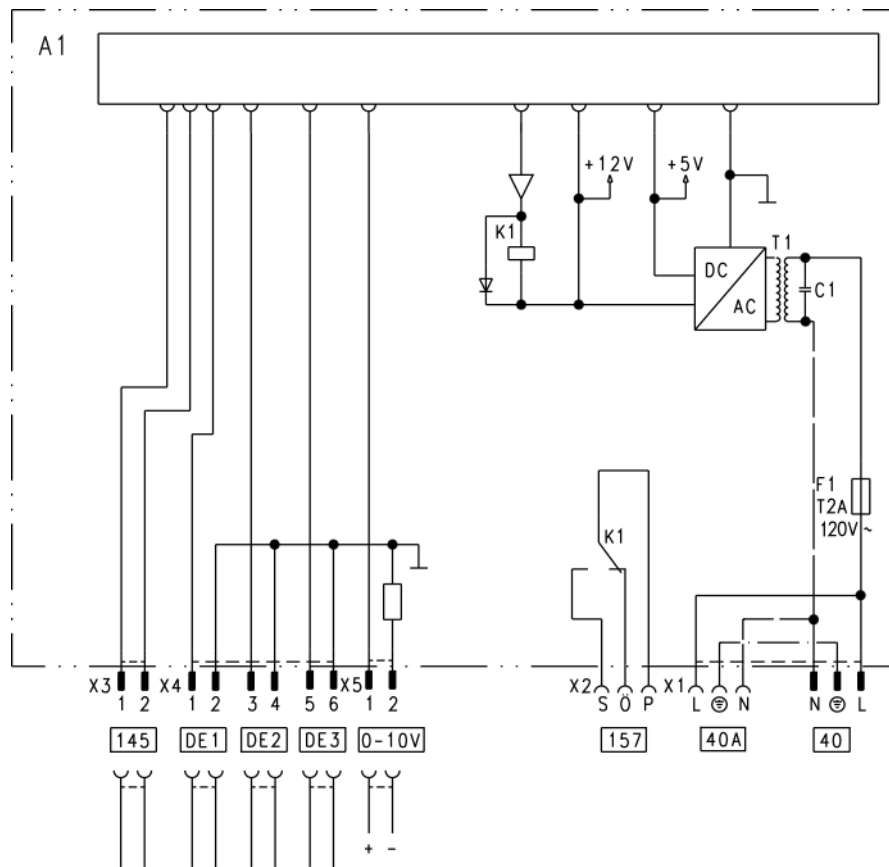 A1
+12V +5V
K1 T1
DC
AC C1
F1
T2A
120V ~
K1
X3 1 2 X4 1 2 3 4 5 6 X5 1 2 X2 S Ö P X1 L N N L
145 DE1 DE2 DE3 0-10V 157 40A 40
+ -